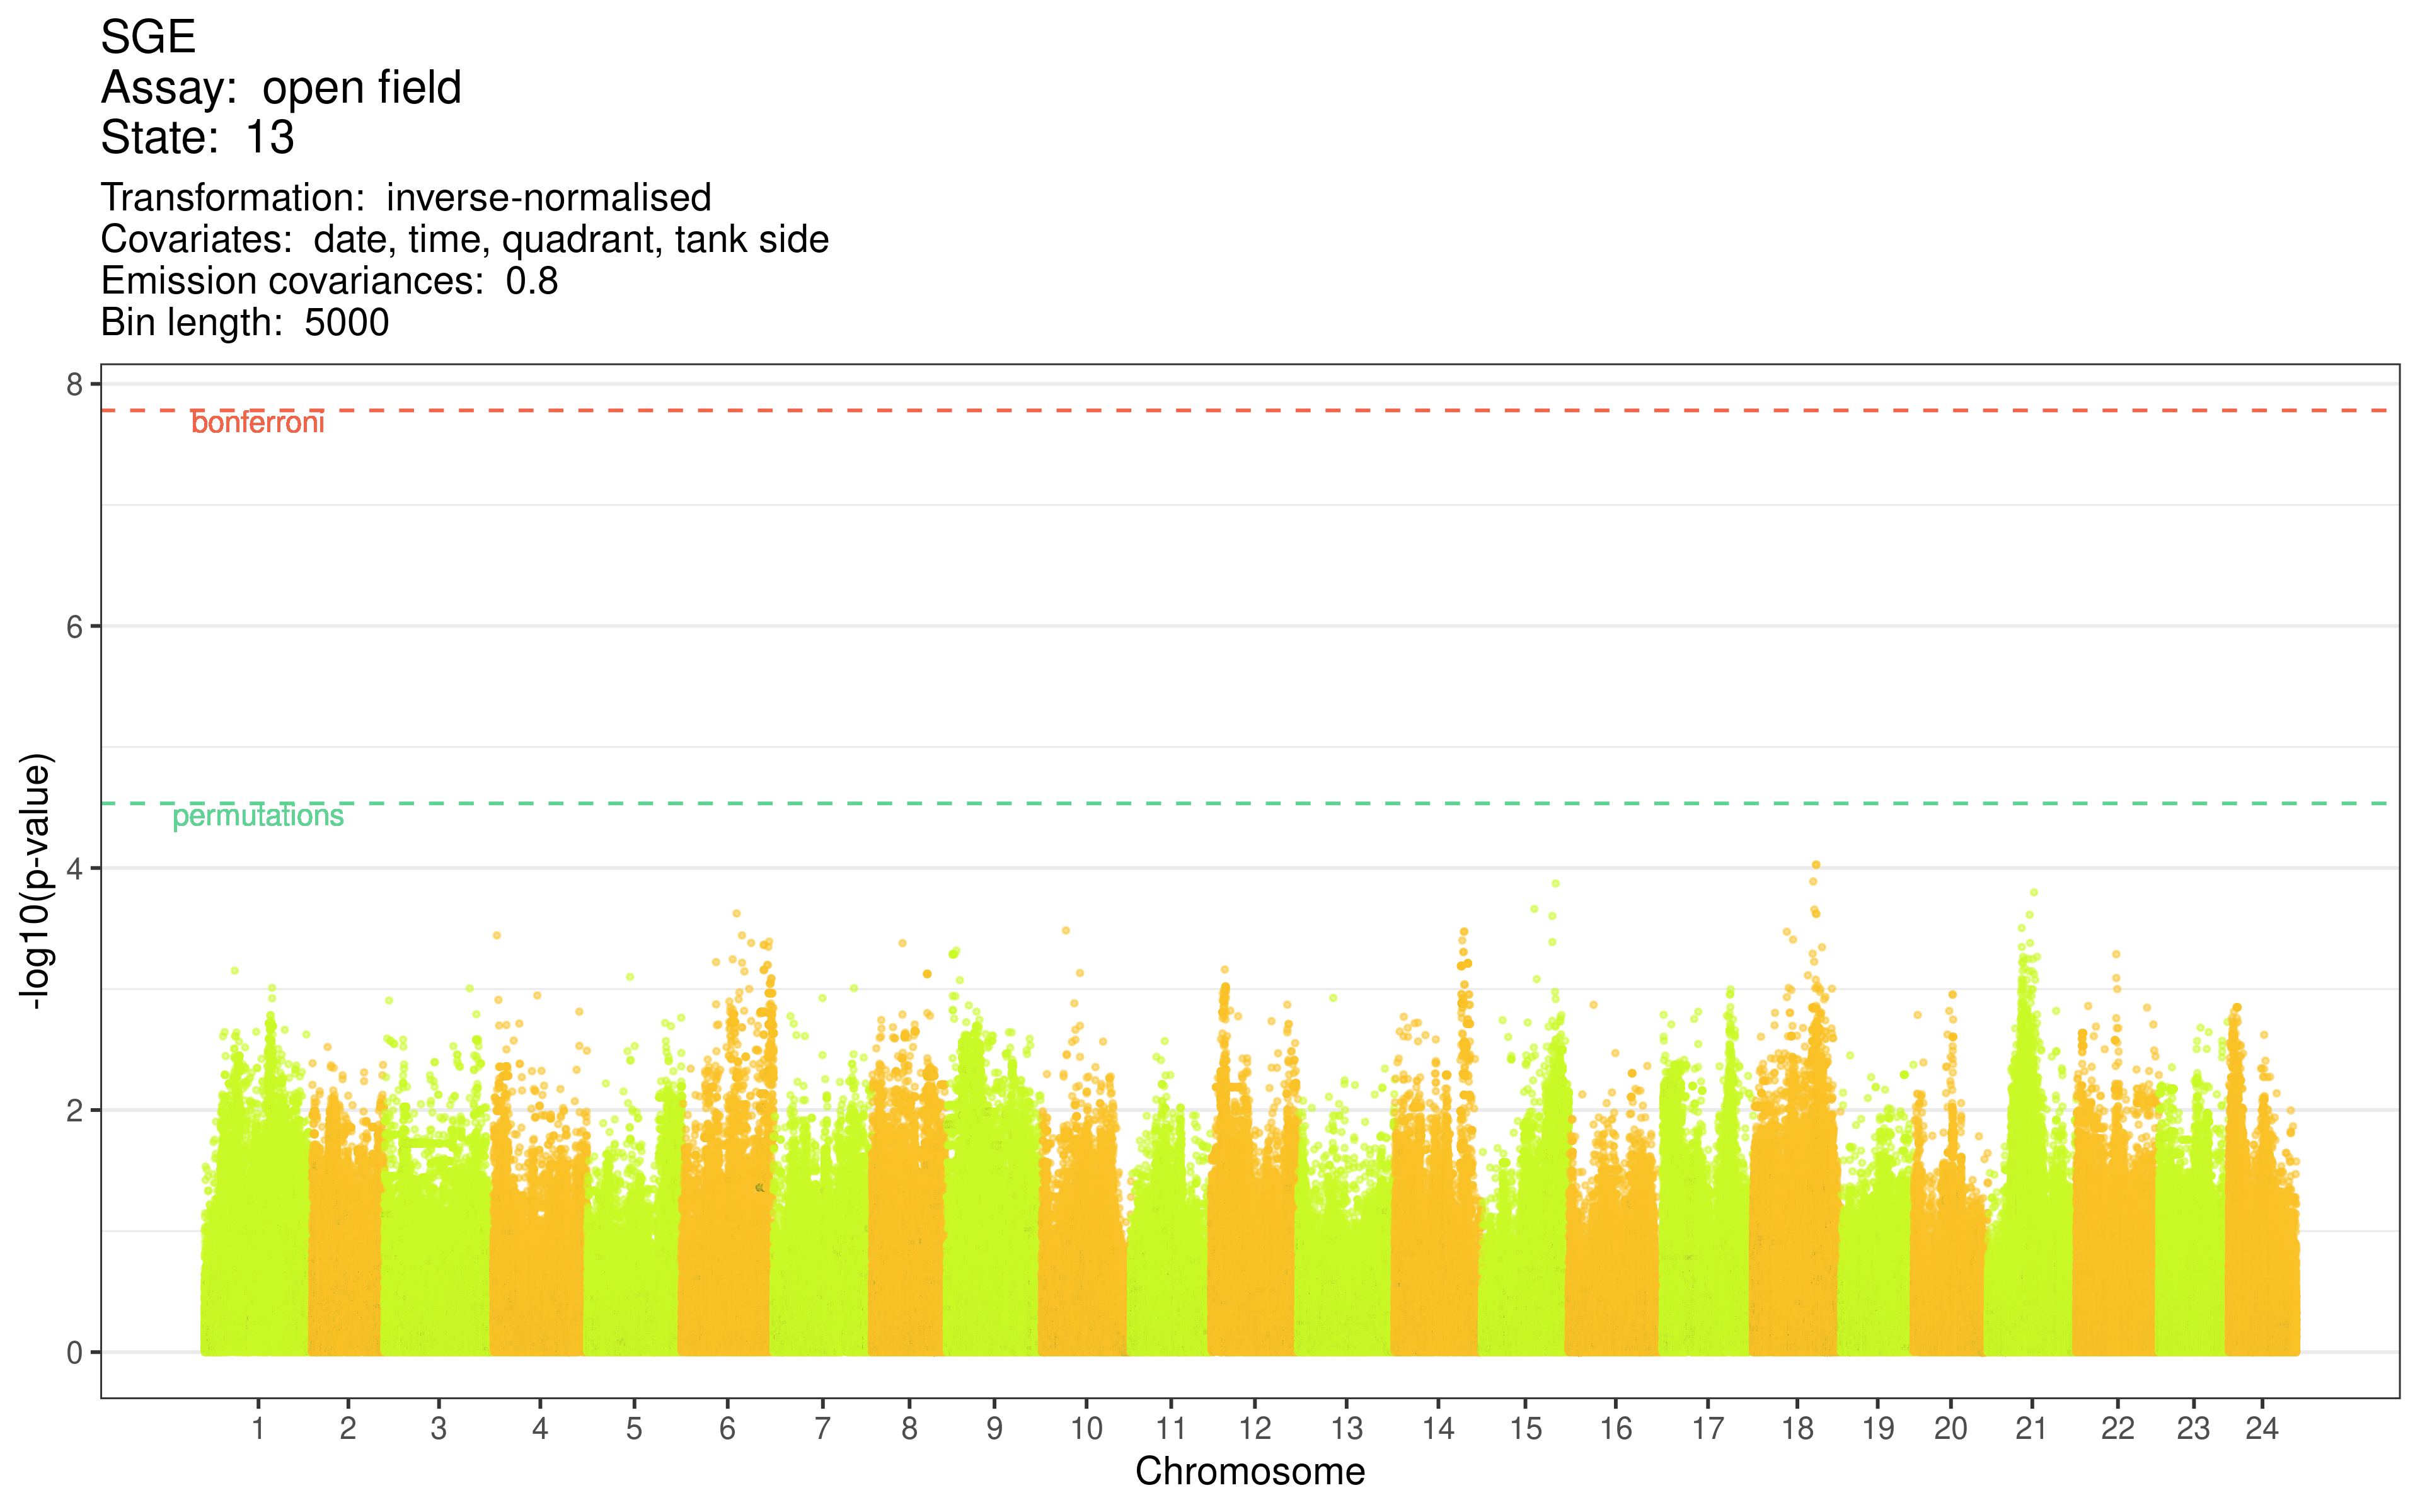 SGE
Assay:  open field
State:  13
Transformation:  inverse-normalised
Covariates:  date, time, quadrant, tank side
Emission covariances:  0.8
Bin length:  5000
8
bonferroni
6
permutations
4
2
0
-log10(p-value)
1 2 3 4 5 6 7 8 9 10 11 12 13 14 15 16 17 18 19 20 21 22 23 24
Chromosome